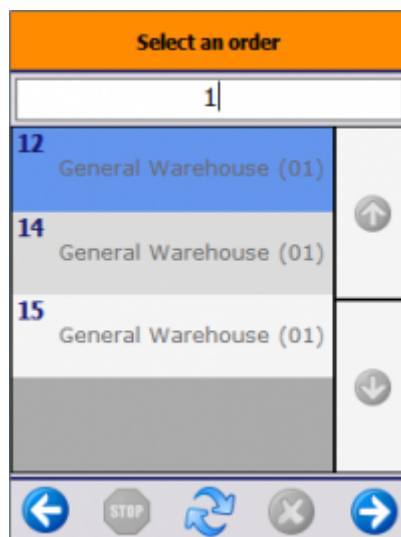 Select an order
1
12
General Warehouse (01)
14
General Warehouse (01)
15
General Warehouse (01)
STOP